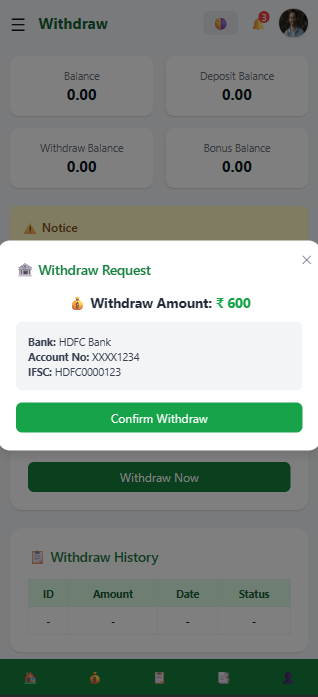 Withdraw
3
Balance
0.00
Deposit Balance
0.00
Withdraw Balance
0.00
Bonus Balance
0.00
Notice
Withdraw Request
Withdraw Amount: ₹ 600
Bank: HDFC Bank
Account No: XXXX1234
IFSC: HDFC0000123
Confirm Withdraw
Withdraw Now
Withdraw History
ID Amount Date Status
- - - -